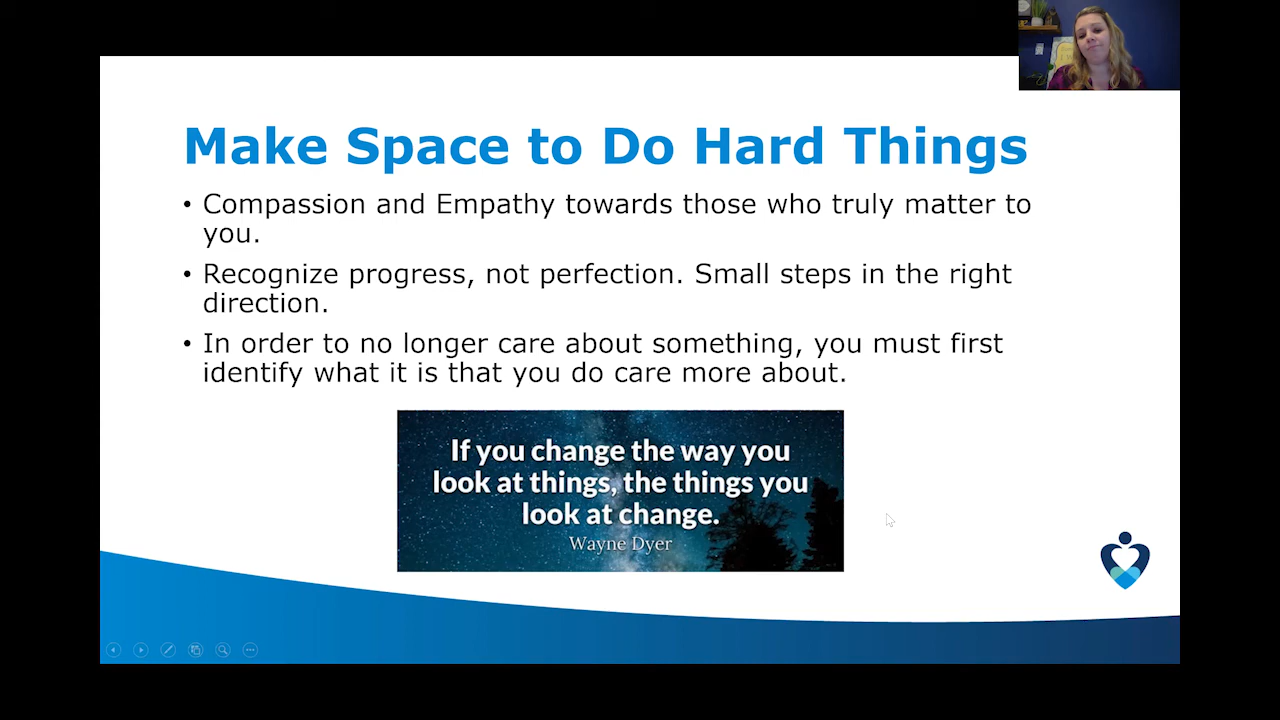 Make Space to Do Hard Things
• Compassion and Empathy towards those who truly matter to
you.
• Recognize progress, not perfection. Small steps in the right
direction.
• In order to no longer care about something, you must first
identify what it is that you do care more about.
If you change the way you
look at things, the things you
look at change.
Wayne Dyer